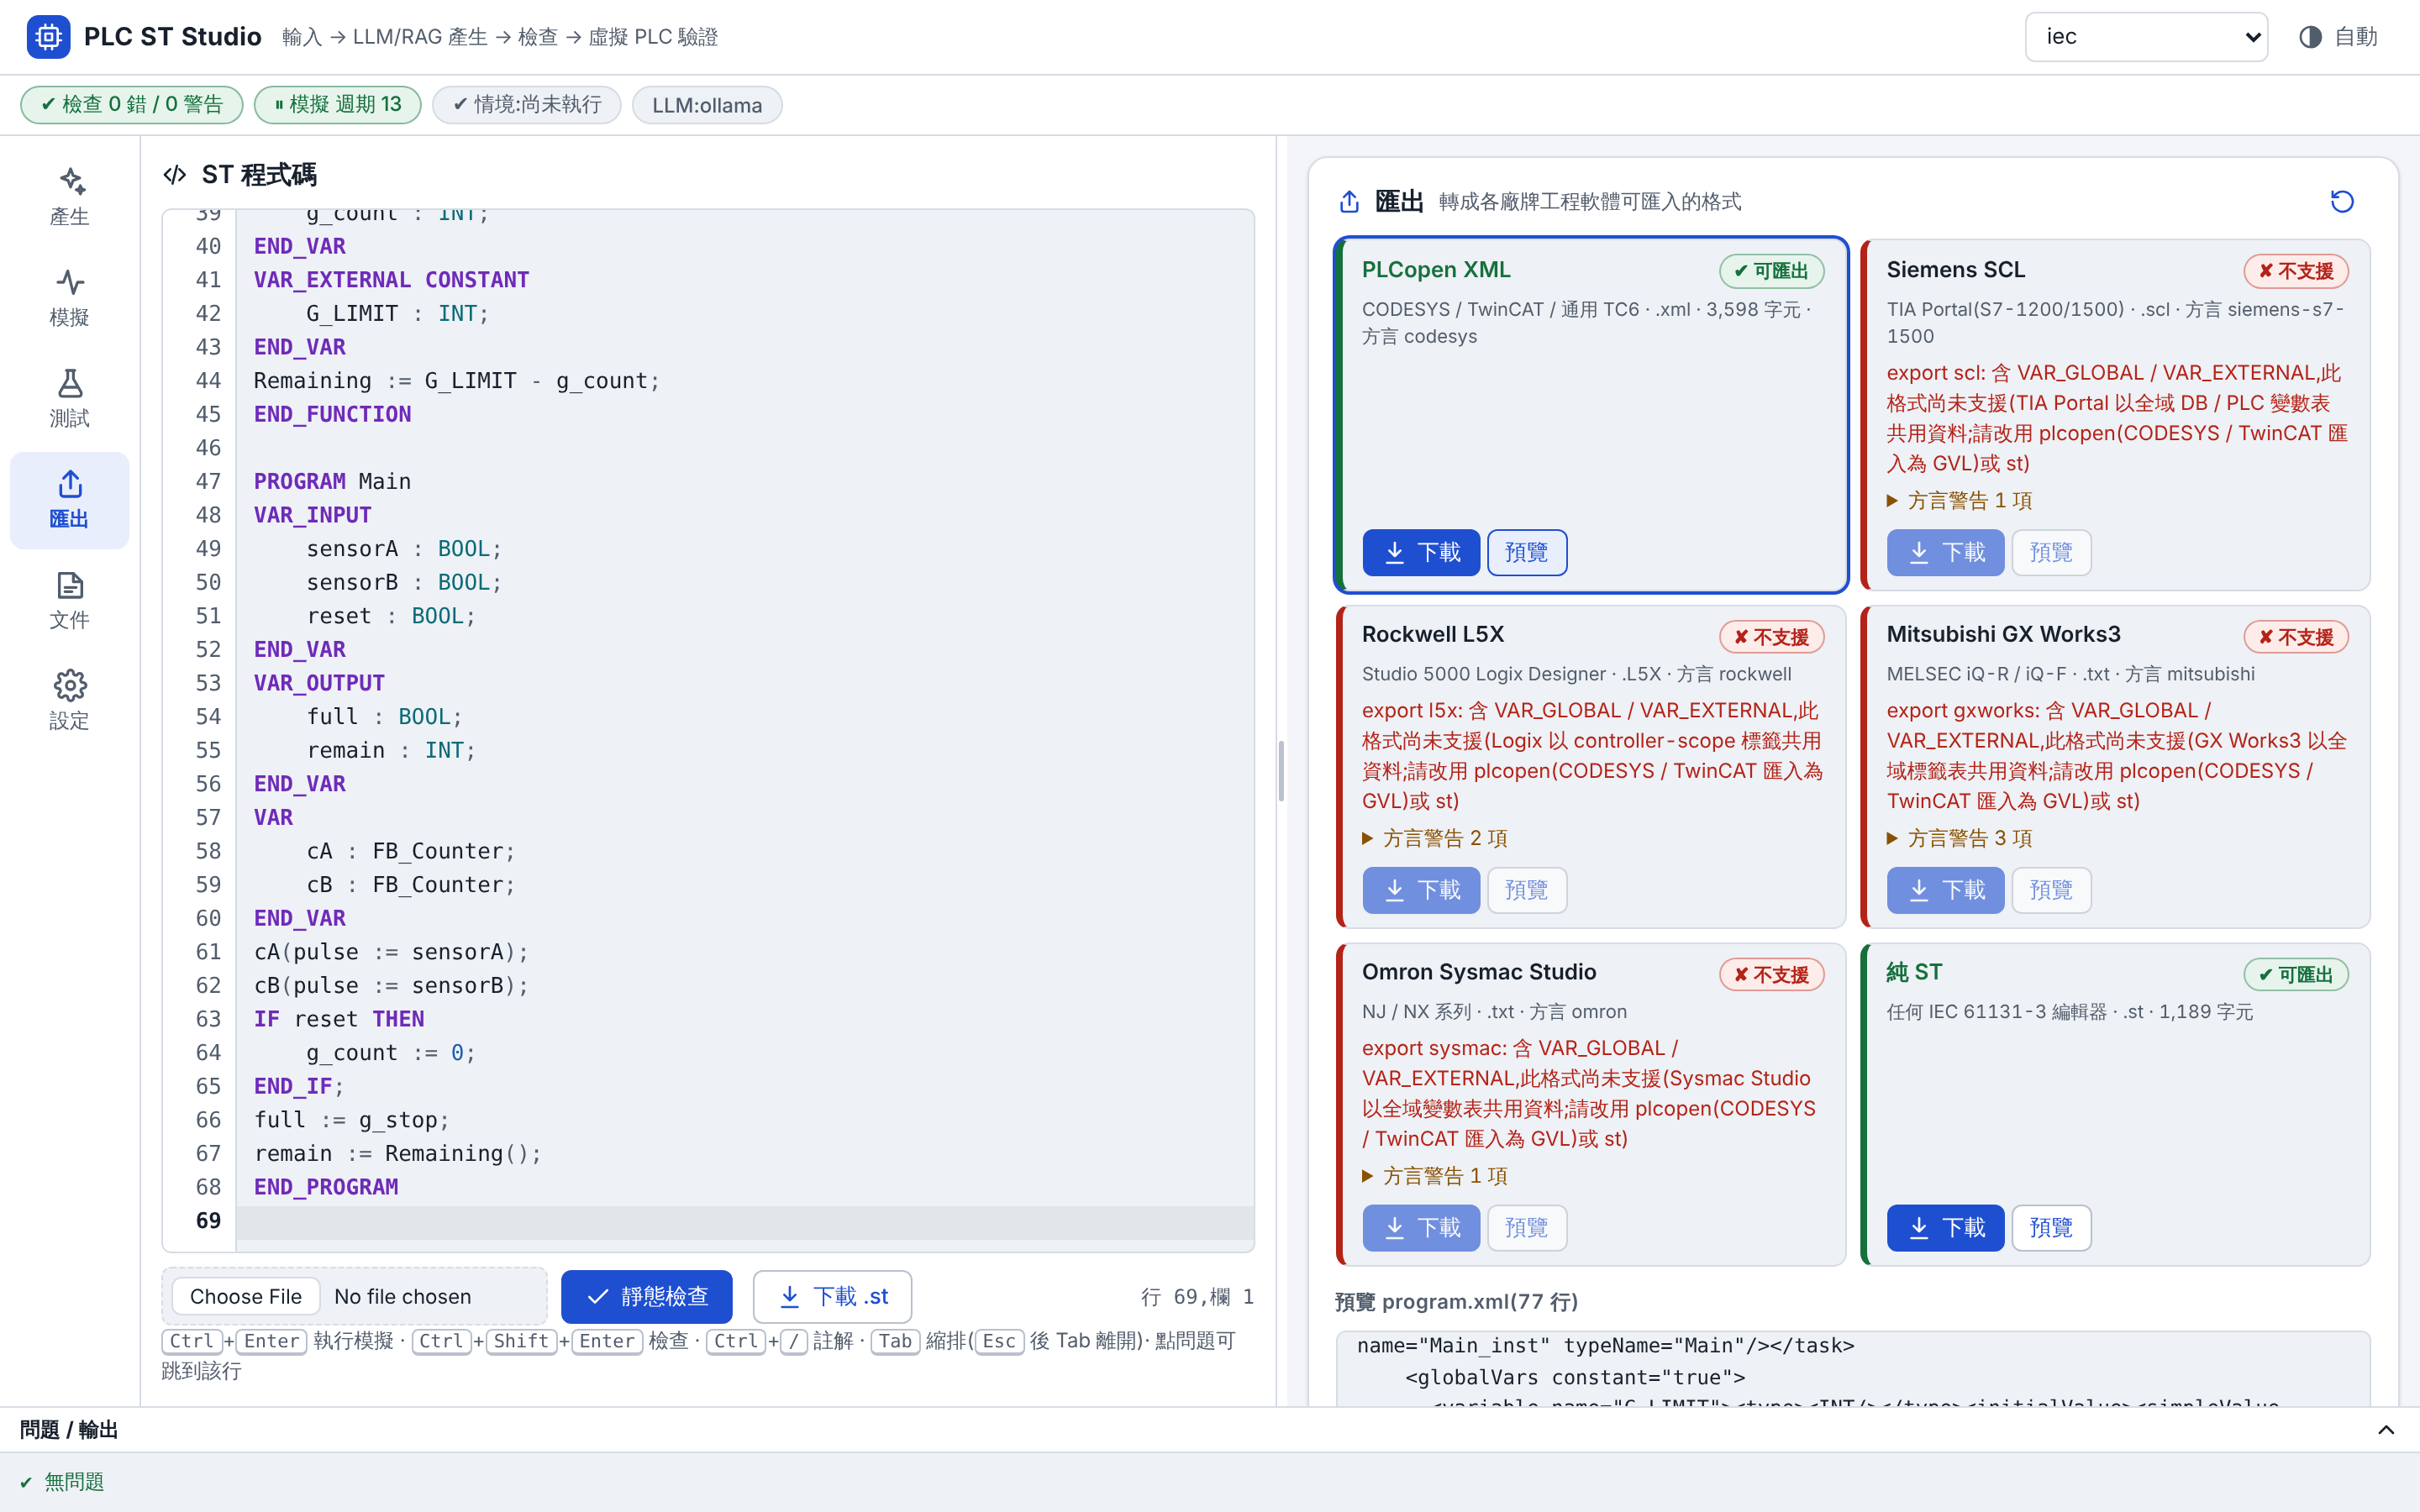 PLC ST Studio 輸入 → LLM/RAG 產生 → 檢查 → 虛擬 PLC 驗證
iec
自動
✔ 檢查 0 錯 / 0 警告
⏸ 模擬 週期 13
✔ 情境:尚未執行
LLM:ollama
產生
模擬
測試
匯出
文件
設定
ST 程式碼
39 g_count : INT;
40 END_VAR
41 VAR_EXTERNAL CONSTANT
42 G_LIMIT : INT;
43 END_VAR
44 Remaining := G_LIMIT - g_count;
45 END_FUNCTION
46
47 PROGRAM Main
48 VAR_INPUT
49 sensorA : BOOL;
50 sensorB : BOOL;
51 reset : BOOL;
52 END_VAR
53 VAR_OUTPUT
54 full : BOOL;
55 remain : INT;
56 END_VAR
57 VAR
58 cA : FB_Counter;
59 cB : FB_Counter;
60 END_VAR
61 cA(pulse := sensorA);
62 cB(pulse := sensorB);
63 IF reset THEN
64 g_count := 0;
65 END_IF;
66 full := g_stop;
67 remain := Remaining();
68 END_PROGRAM
69
Choose File No file chosen
靜態檢查
下載 .st
行 69,欄 1
Ctrl+Enter 執行模擬 · Ctrl+Shift+Enter 檢查 · Ctrl+/ 註解 · Tab 縮排(Esc 後 Tab 離開)· 點問題可
跳到該行
匯出 轉成各廠牌工程軟體可匯入的格式
PLCopen XML
✔ 可匯出
CODESYS / TwinCAT / 通用 TC6 · .xml · 3,598 字元 ·
方言 codesys
下載 預覽
Siemens SCL
✘ 不支援
TIA Portal(S7-1200/1500) · .scl · 方言 siemens-s7-
1500
export scl: 含 VAR_GLOBAL / VAR_EXTERNAL,此
格式尚未支援(TIA Portal 以全域 DB / PLC 變數表
共用資料;請改用 plcopen(CODESYS / TwinCAT 匯
入為 GVL)或 st)
▶ 方言警告 1 項
下載 預覽
Rockwell L5X
✘ 不支援
Studio 5000 Logix Designer · .L5X · 方言 rockwell
export l5x: 含 VAR_GLOBAL / VAR_EXTERNAL,此
格式尚未支援(Logix 以 controller-scope 標籤共用
資料;請改用 plcopen(CODESYS / TwinCAT 匯入為
GVL)或 st)
▶ 方言警告 2 項
下載 預覽
Mitsubishi GX Works3
✘ 不支援
MELSEC iQ-R / iQ-F · .txt · 方言 mitsubishi
export gxworks: 含 VAR_GLOBAL /
VAR_EXTERNAL,此格式尚未支援(GX Works3 以全
域標籤表共用資料;請改用 plcopen(CODESYS /
TwinCAT 匯入為 GVL)或 st)
▶ 方言警告 3 項
下載 預覽
Omron Sysmac Studio
✘ 不支援
NJ / NX 系列 · .txt · 方言 omron
export sysmac: 含 VAR_GLOBAL /
VAR_EXTERNAL,此格式尚未支援(Sysmac Studio
以全域變數表共用資料;請改用 plcopen(CODESYS
/ TwinCAT 匯入為 GVL)或 st)
▶ 方言警告 1 項
下載 預覽
純 ST
✔ 可匯出
任何 IEC 61131-3 編輯器 · .st · 1,189 字元
下載 預覽
預覽 program.xml(77 行)
name="Main_inst" typeName="Main"/></task>
<globalVars constant="true">
<variable name="G_LIMIT"><type><INT/></type><initialValue><simpleValue
問題 / 輸出
✔ 無問題